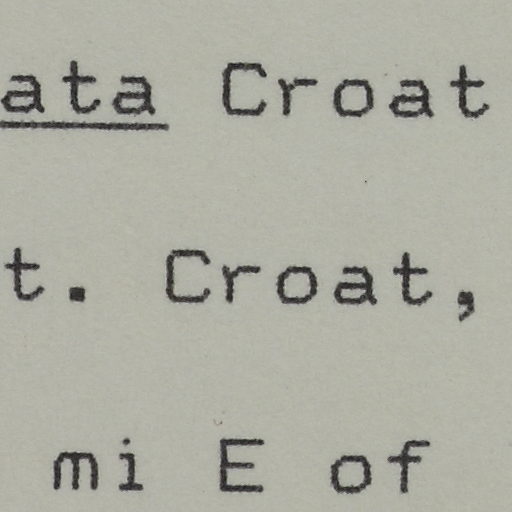 ata Croat
t. Croat,
mi E of